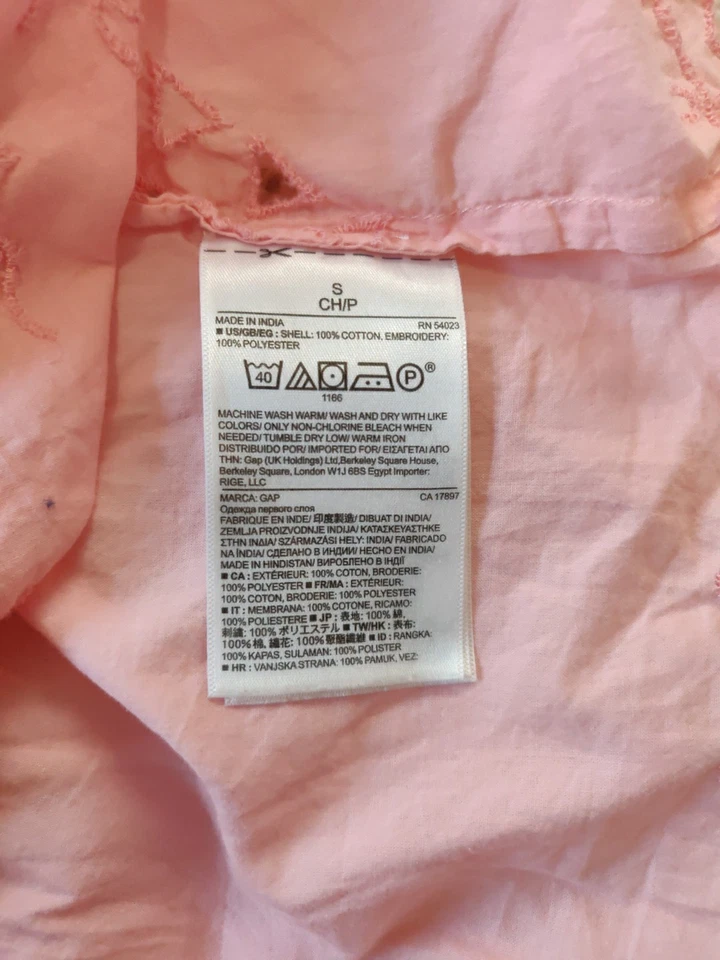 S
CH/P
MADE IN INDIA RN 54023
■ US/GB/EG : SHELL: 100% COTTON, EMBROIDERY:
100% POLYESTER
40 P®
1166
MACHINE WASH WARM/ WASH AND DRY WITH LIKE
COLORS/ ONLY NON-CHLORINE BLEACH WHEN
NEEDED/ TUMBLE DRY LOW/ WARM IRON
DISTRIBUIDO POR/ IMPORTED FOR/ ΕΙΣΑΓΕΤΑΙ ΑΠΟ
ΤΗΝ: Gap (UK Holdings) Ltd,Berkeley Square House,
Berkeley Square, London W1J 6BS Egypt Importer:
RIGE, LLC
MARCA: GAP CA 17897
Одежда первого слоя
FABRIQUE EN INDE/ 印度製造/ DIBUAT DI INDIA/
ZEMLJA PROIZVODNJE INDIJA/ ΚΑΤΑΣΚΕΥΑΣΤΗΚΕ
ΣΤΗΝ ΙΝΔΙΑ/ SZÁRMAZÁSI HELY: INDIA/ FABRICADO
NA ÍNDIA/ СДЕЛАНО В ИНДИИ/ HECHO EN INDIA/
MADE IN HINDISTAN/ ВИРОБЛЕНО В ІНДІЇ
■ CA : EXTÉRIEUR: 100% COTON, BRODERIE:
100% POLYESTER ■ FR/MA : EXTÉRIEUR:
100% COTON, BRODERIE: 100% POLYESTER
■ IT : MEMBRANA: 100% COTONE, RICAMO:
100% POLIESTERE ■ JP : 表地: 100% 綿,
刺繍: 100% ポリエステル ■ TW/HK : 表布:
100% 棉, 繡花: 100% 聚酯纖維 ■ ID : RANGKA:
100% KAPAS, SULAMAN: 100% POLISTER
■ HR : VANJSKA STRANA: 100% PAMUK, VEZ: